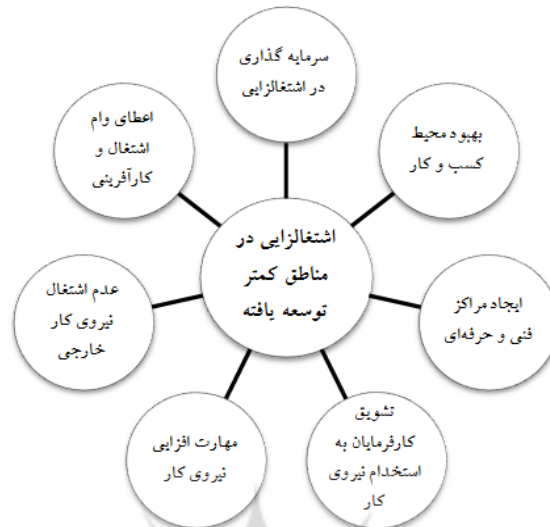 سرمایه گذاری
در اشتغالزایی
بهبود محیط
کسب و کار
ایجاد مراکز
فنی و حرفه‌ای
تشویق
کارفرمایان به
استخدام نیروی
کار
مهارت افزایی
نیروی کار
عدم اشتغال
نیروی کار
خارجی
اعطای وام
اشتغال و
کارآفرینی
اشتغالزایی در
مناطق کمتر
توسعه یافته